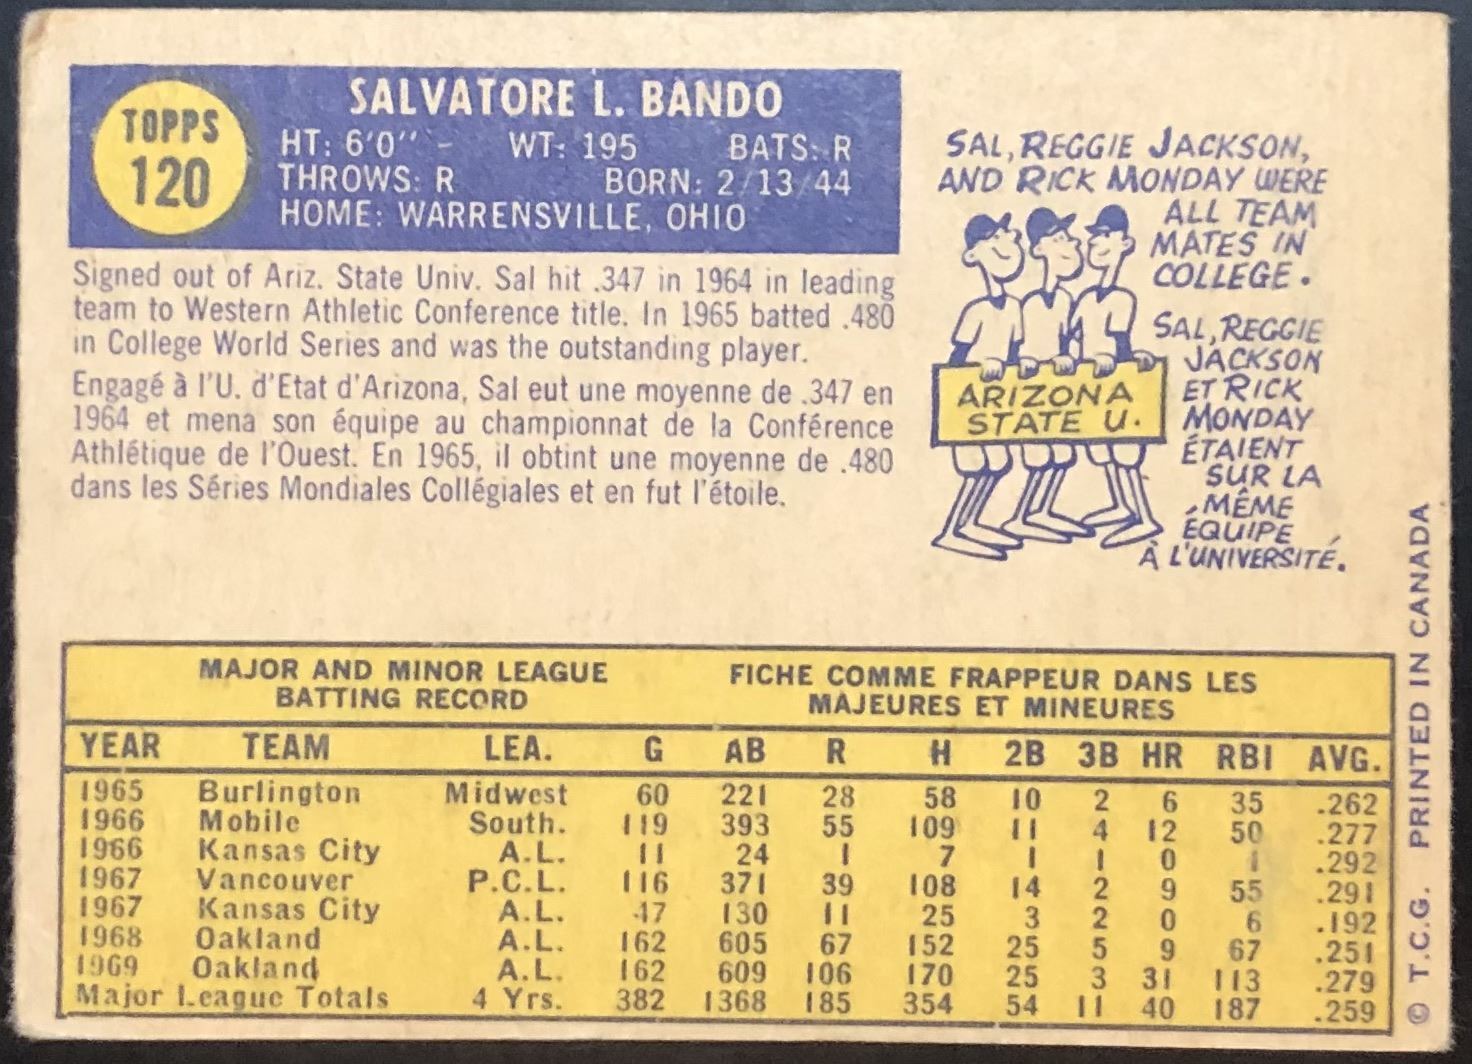 TOPPS
120
SALVATORE L. BANDO
HT: 6'0" - WT: 195 BATS: R
THROWS: R BORN: 2/13/44
HOME: WARRENSVILLE, OHIO
Signed out of Ariz. State Univ. Sal hit .347 in 1964 in leading
team to Western Athletic Conference title. In 1965 batted .480
in College World Series and was the outstanding player.
Engagé à l'U. d'Etat d'Arizona, Sal eut une moyenne de .347 en
1964 et mena son équipe au championnat de la Conférence
Athlétique de l'Ouest. En 1965, il obtint une moyenne de .480
dans les Séries Mondiales Collégiales et en fut l'étoile.
SAL, REGGIE JACKSON,
AND RICK MONDAY WERE
ALL TEAM
MATES IN
COLLEGE.
SAL, REGGIE
JACKSON
ET RICK
MONDAY
ÉTAIENT
SUR LA
MÊME
ÉQUIPE
À L'UNIVERSITÉ.
ARIZONA
STATE U.
MAJOR AND MINOR LEAGUE
BATTING RECORD
FICHE COMME FRAPPEUR DANS LES
MAJEURES ET MINEURES
YEAR TEAM LEA. G AB R H 2B 3B HR RBI AVG.
1965 Burlington Midwest 60 221 28 58 10 2 6 35 .262
1966 Mobile South. 119 393 55 109 11 4 12 50 .277
1966 Kansas City A.L. 11 24 1 7 1 1 0 1 .292
1967 Vancouver P.C.L. 116 371 39 108 14 2 9 55 .291
1967 Kansas City A.L. 47 130 11 25 3 2 0 6 .192
1968 Oakland A.L. 162 605 67 152 25 5 9 67 .251
1969 Oakland A.L. 162 609 106 170 25 3 31 113 .279
Major League Totals 4 Yrs. 382 1368 185 354 54 11 40 187 .259
© T.C.G. PRINTED IN CANADA